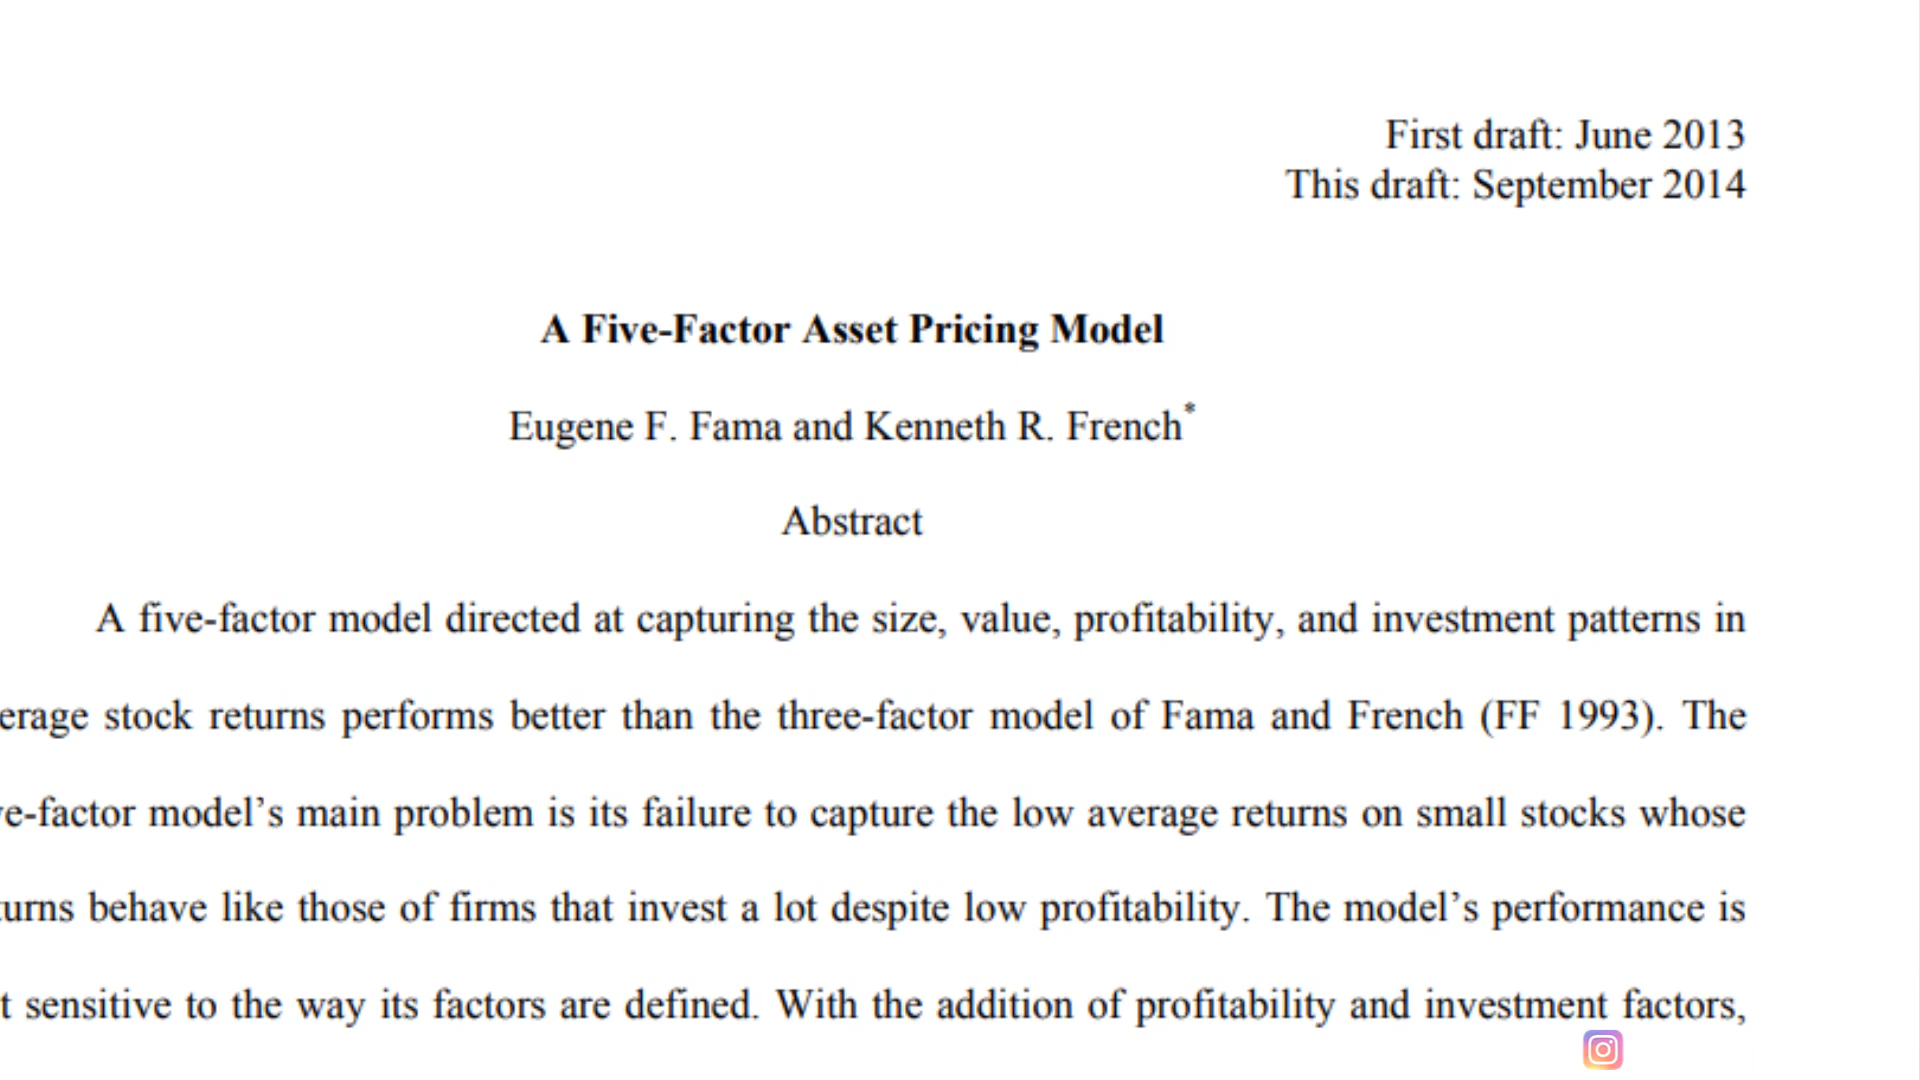 First draft: June 2013
This draft: September 2014
A Five-Factor Asset Pricing Model
Eugene F. Fama and Kenneth R. French*
Abstract
A five-factor model directed at capturing the size, value, profitability, and investment patterns in
erage stock returns performs better than the three-factor model of Fama and French (FF 1993). The
e-factor model’s main problem is its failure to capture the low average returns on small stocks whose
urns behave like those of firms that invest a lot despite low profitability. The model’s performance is
t sensitive to the way its factors are defined. With the addition of profitability and investment factors,